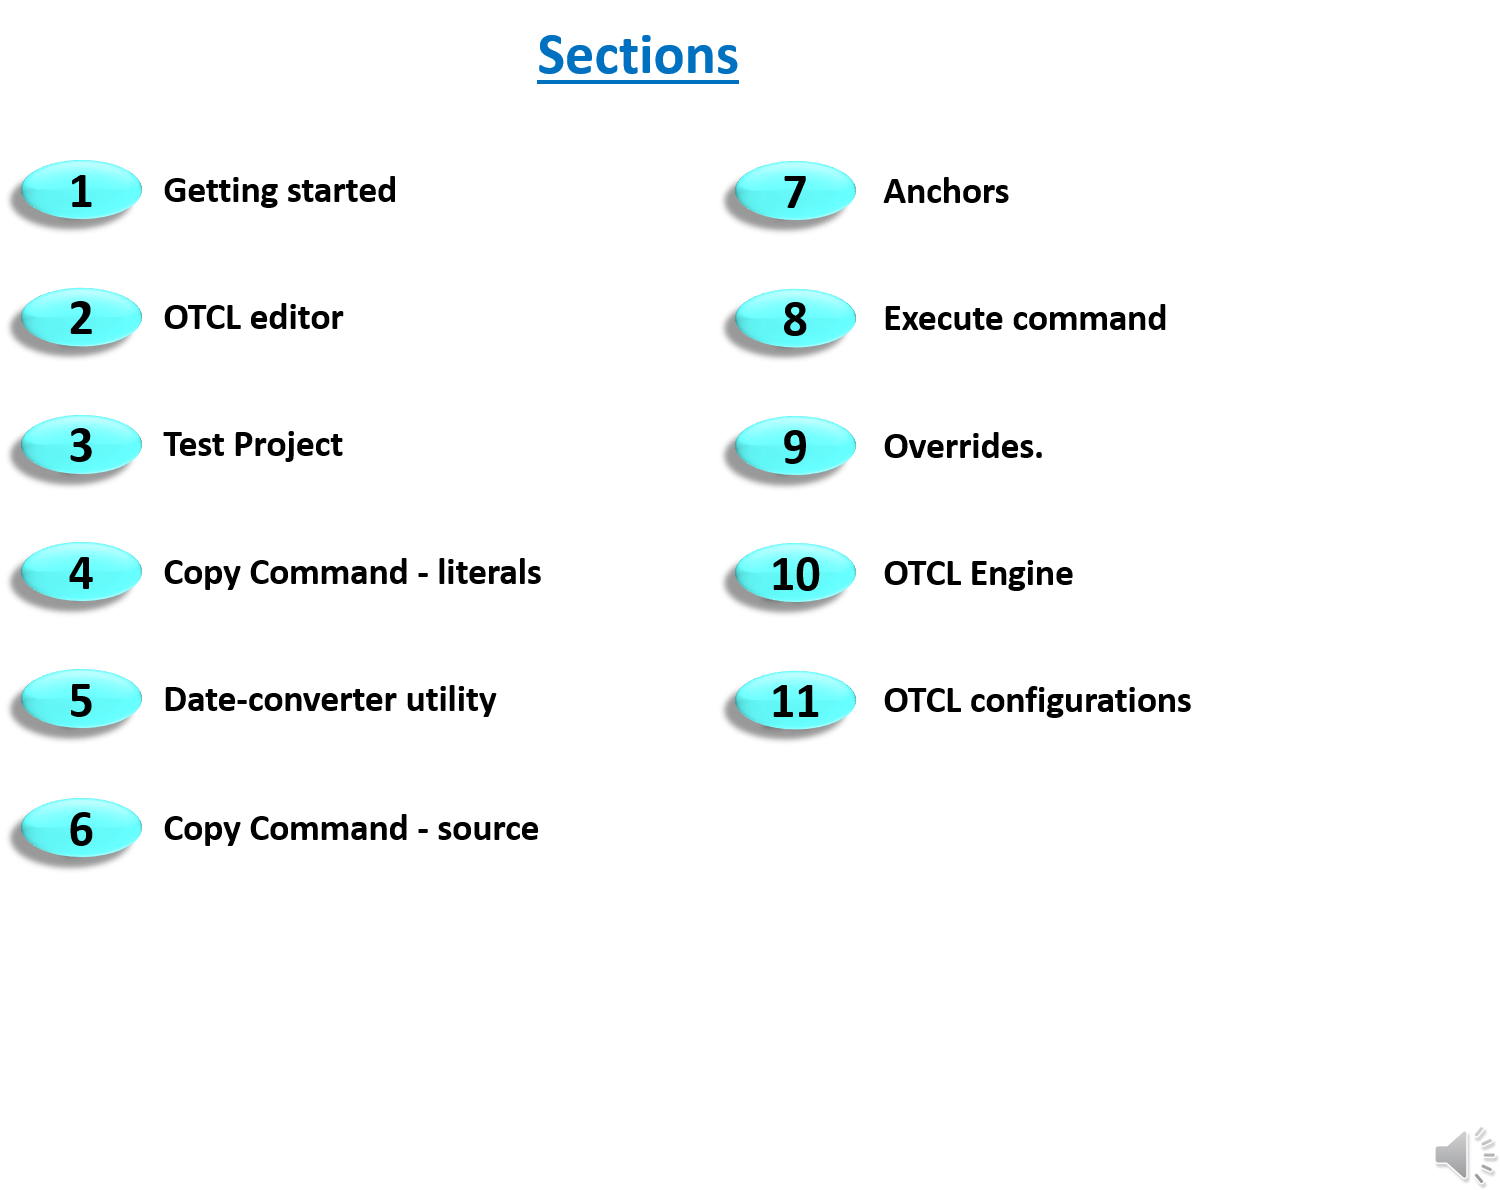 Sections
1 Getting started
2 OTCL editor
3 Test Project
4 Copy Command - literals
5 Date-converter utility
6 Copy Command - source
7 Anchors
8 Execute command
9 Overrides.
10 OTCL Engine
11 OTCL configurations